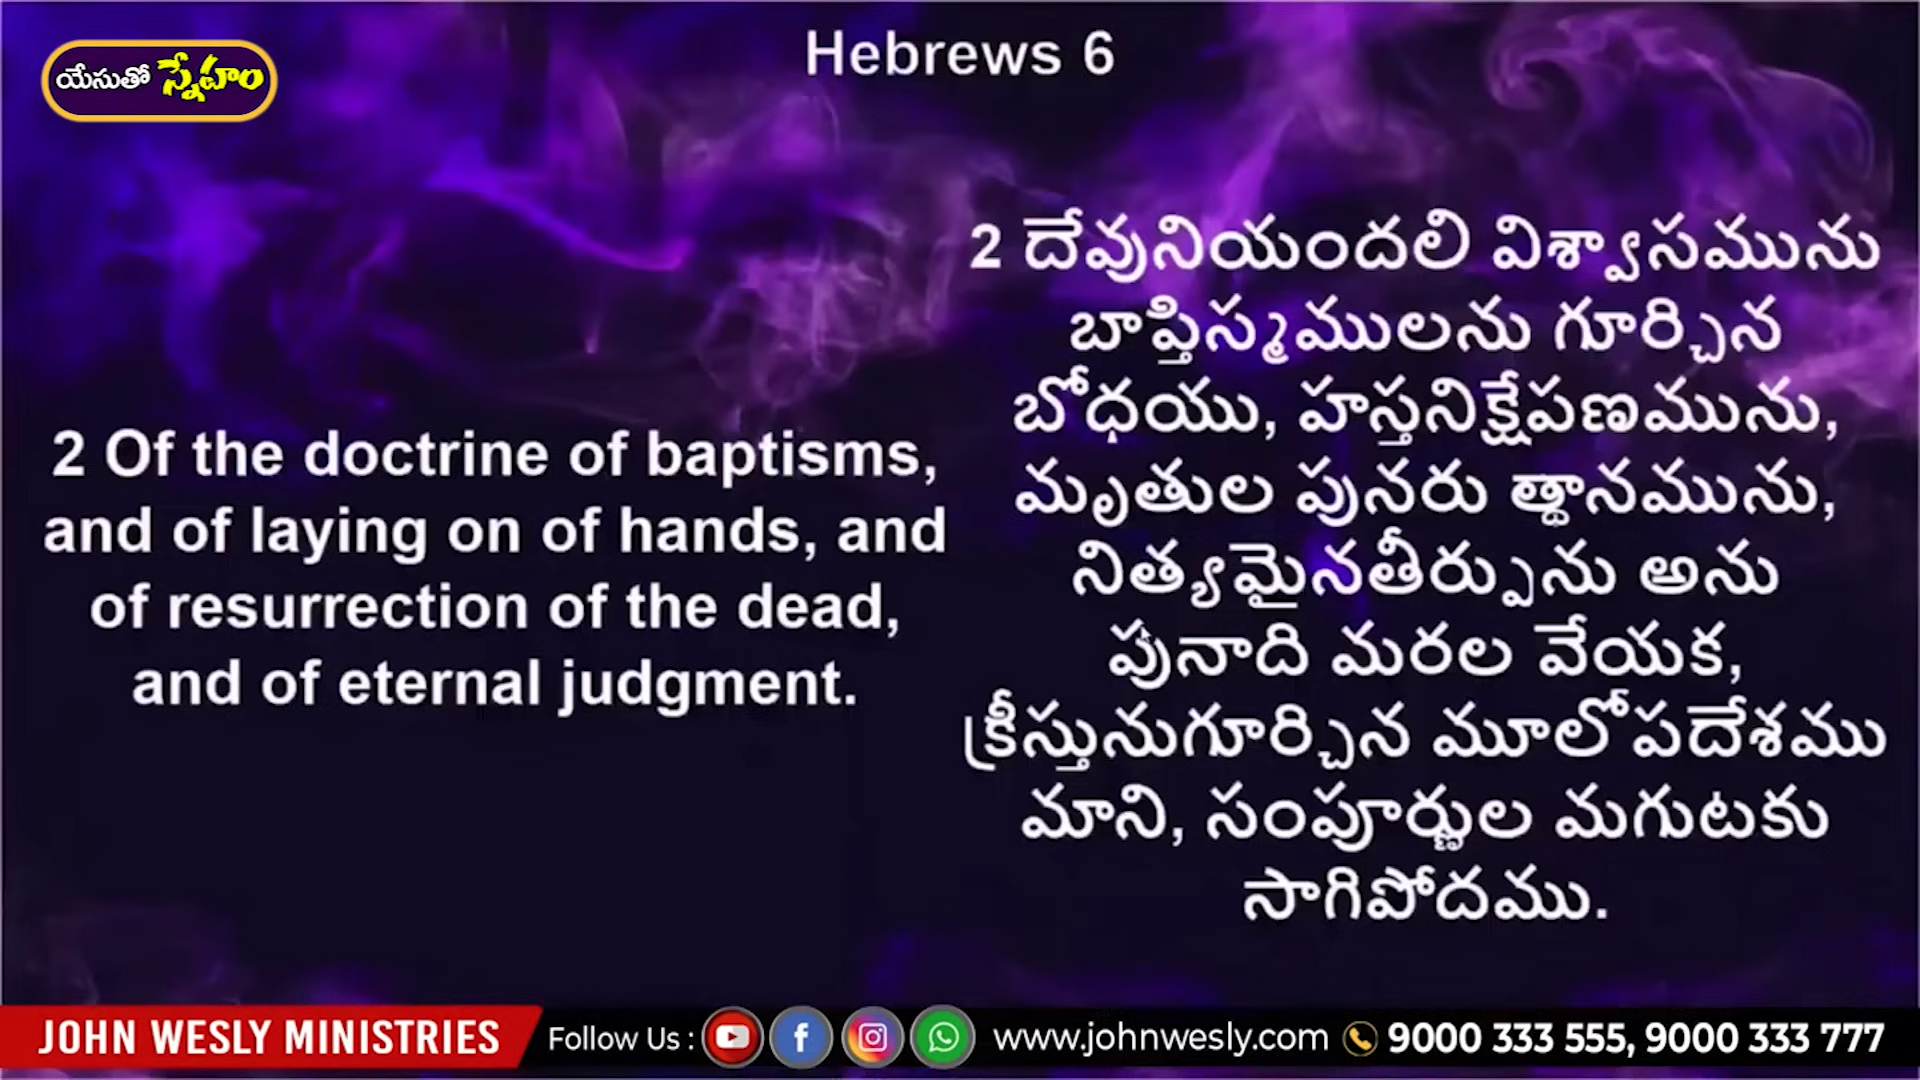 Hebrews 6
యేసుతో స్నేహం
2 Of the doctrine of baptisms,
and of laying on of hands, and
of resurrection of the dead,
and of eternal judgment.
2 దేవునియందలి విశ్వాసమును
బాప్తిస్మములను గూర్చిన
బోధయు, హస్తనిక్షేపణమును,
మృతుల పునరు త్థానమును,
నిత్యమైనతీర్పును అను
పునాది మరల వేయక,
క్రీస్తునుగూర్చిన మూలోపదేశము
మాని, సంపూర్ణుల మగుటకు
సాగిపోదము.
JOHN WESLY MINISTRIES Follow Us : www.johnwesly.com 9000 333 555, 9000 333 777